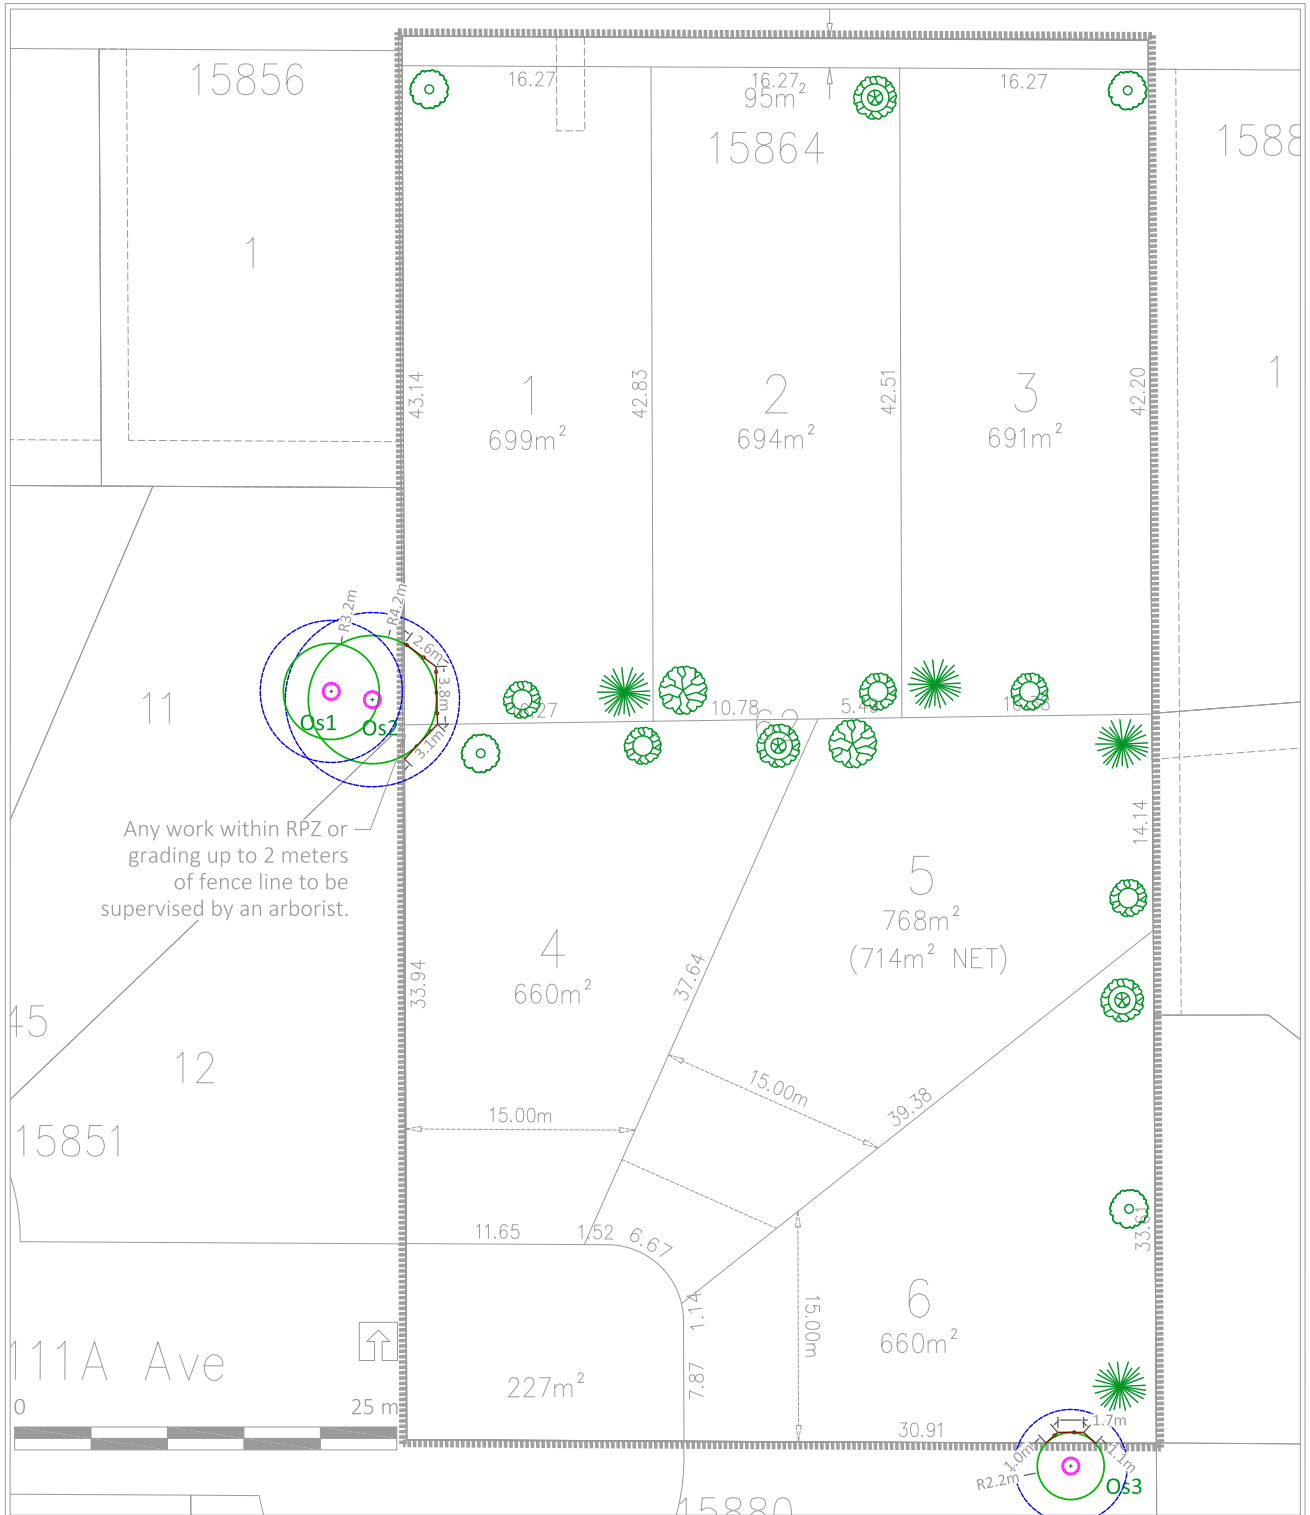 15856
16.27
16.27
16.27
95m²
15864
1
1
43.14
1
699m²
42.83
2
694m²
42.51
3
691m²
42.20
R3.2m
R4.2m
2.6m
3.8m
3.1m
Os1
Os2
11
10.78
Any work within RPZ or
grading up to 2 meters
of fence line to be
supervised by an arborist.
14.14
5
768m²
(714m² NET)
4
660m²
33.94
37.64
45
12
15851
15.00m
15.00m
39.38
11.65
1.52
6.67
33.61
1.14
15.00m
6
660m²
7.87
227m²
111A Ave
0
25 m
30.91
1.7m
1.0m
1.1m
R2.2m
Os3
15880